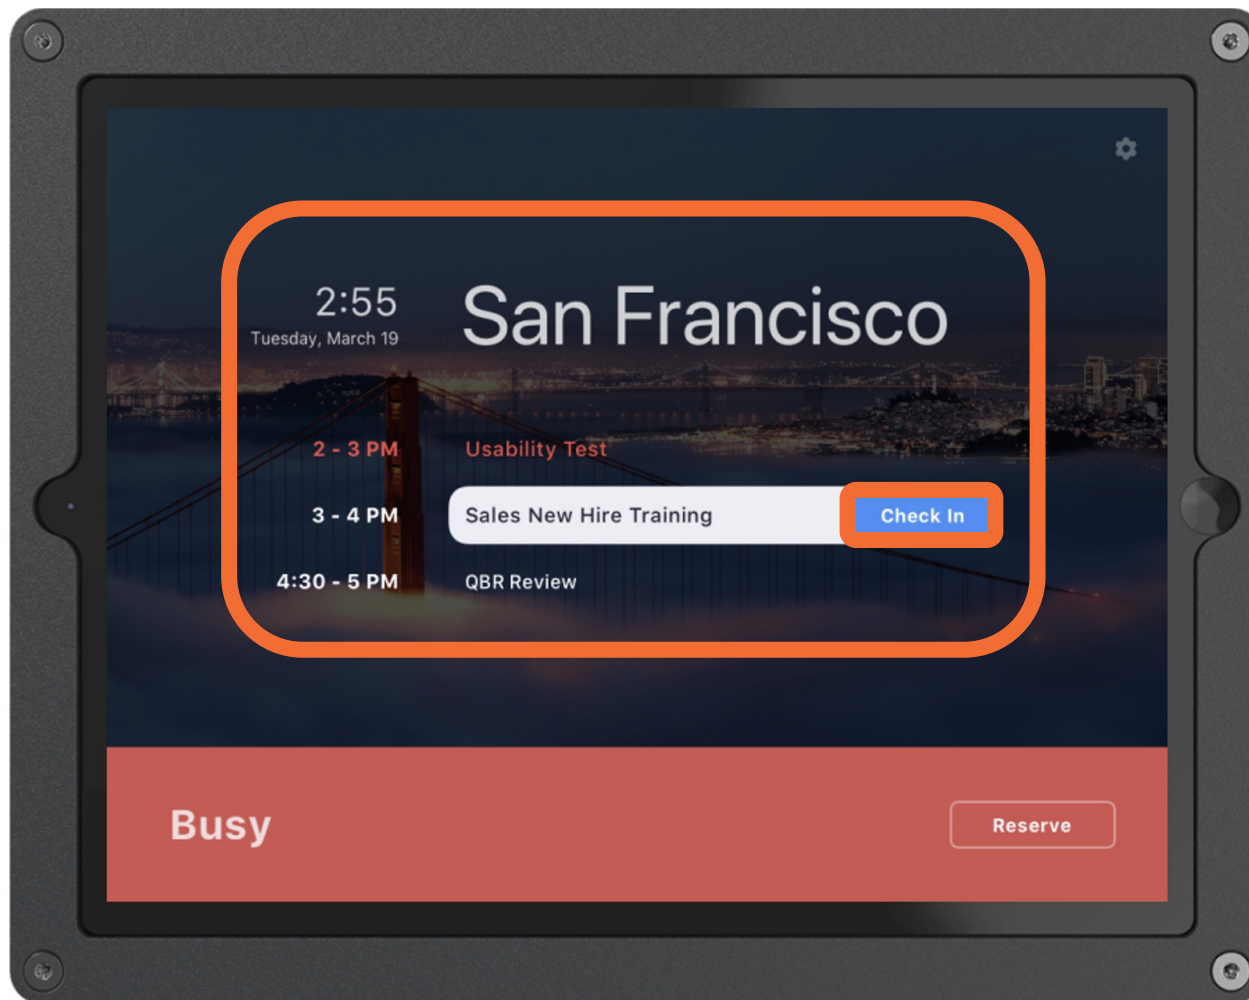 2:55 San Francisco
Tuesday, March 19
2 - 3 PM Usability Test
3 - 4 PM Sales New Hire Training Check In
4:30 - 5 PM QBR Review
Busy Reserve